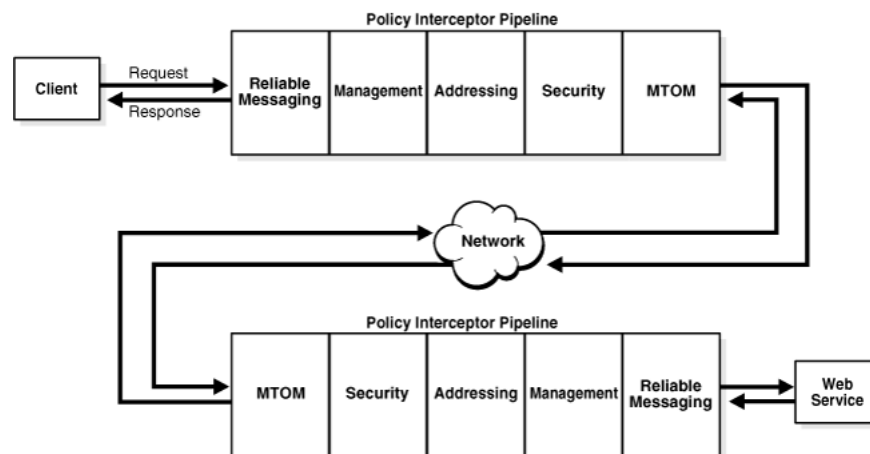 Policy Interceptor Pipeline
Client
Request
Response
Reliable
Messaging
Management
Addressing
Security
MTOM
Network
Policy Interceptor Pipeline
MTOM
Security
Addressing
Management
Reliable
Messaging
Web
Service